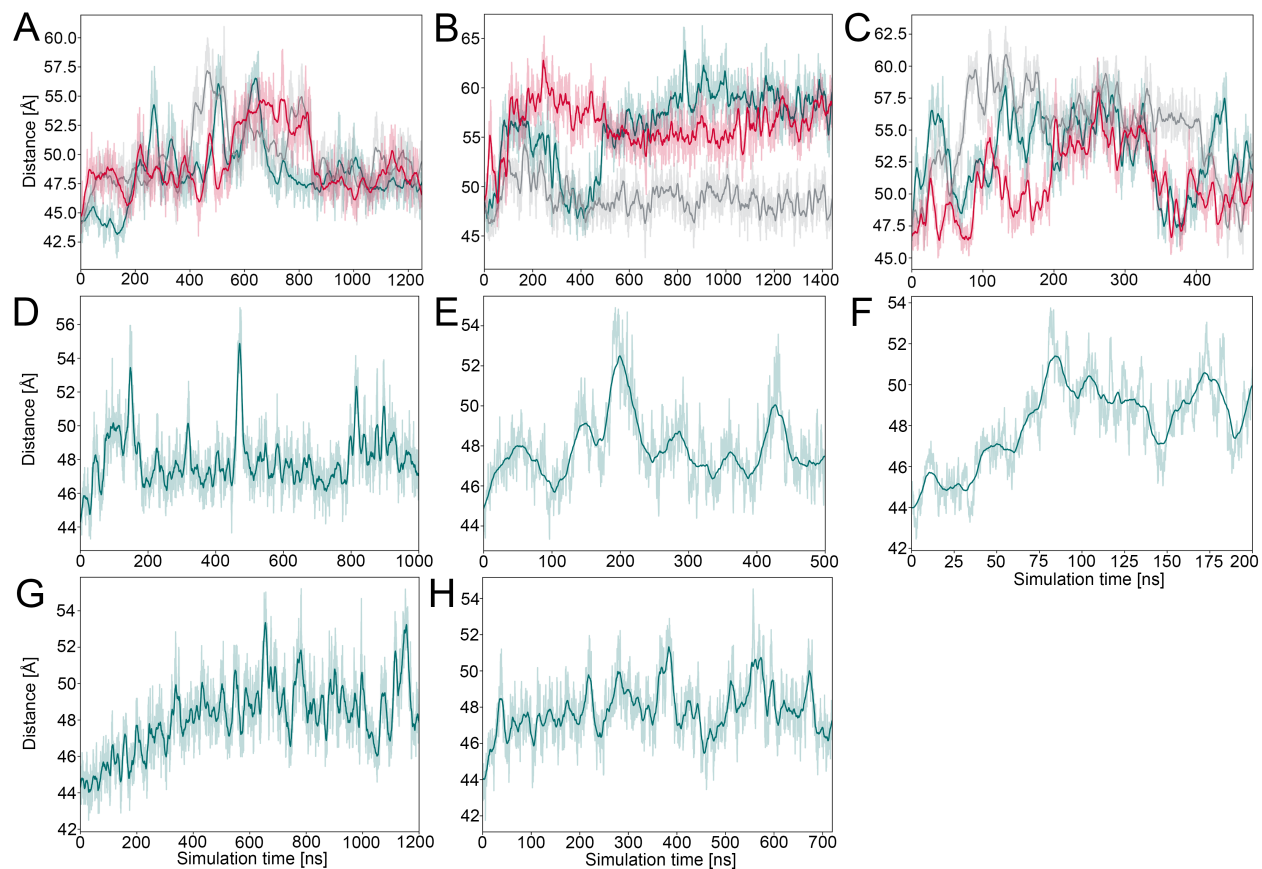 A
B
C
Distance [Å]
60.0
57.5
55.0
52.5
50.0
47.5
45.0
42.5
0 200 400 600 800 1000 1200
65
60
55
50
45
0 200 400 600 800 1000 1200 1400
62.5
60.0
57.5
55.0
52.5
50.0
47.5
45.0
0 100 200 300 400
D
E
F
Distance [Å]
56
54
52
50
48
46
44
0 200 400 600 800 1000
54
52
50
48
46
44
0 100 200 300 400 500
54
52
50
48
46
44
42
0 25 50 75 100 125 150 175 200
Simulation time [ns]
G
H
Distance [Å]
54
52
50
48
46
44
42
0 200 400 600 800 1000 1200
Simulation time [ns]
54
52
50
48
46
44
42
0 100 200 300 400 500 600 700
Simulation time [ns]